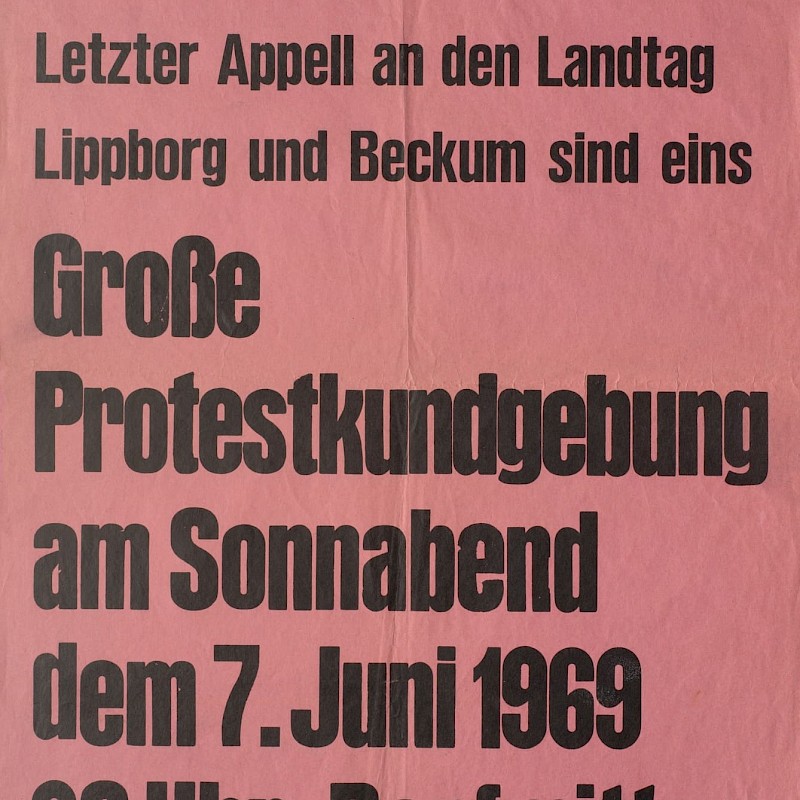 Letzter Appell an den Landtag
Lippborg und Beckum sind eins
Große
Protestkundgebung
am Sonnabend
dem 7. Juni 1969